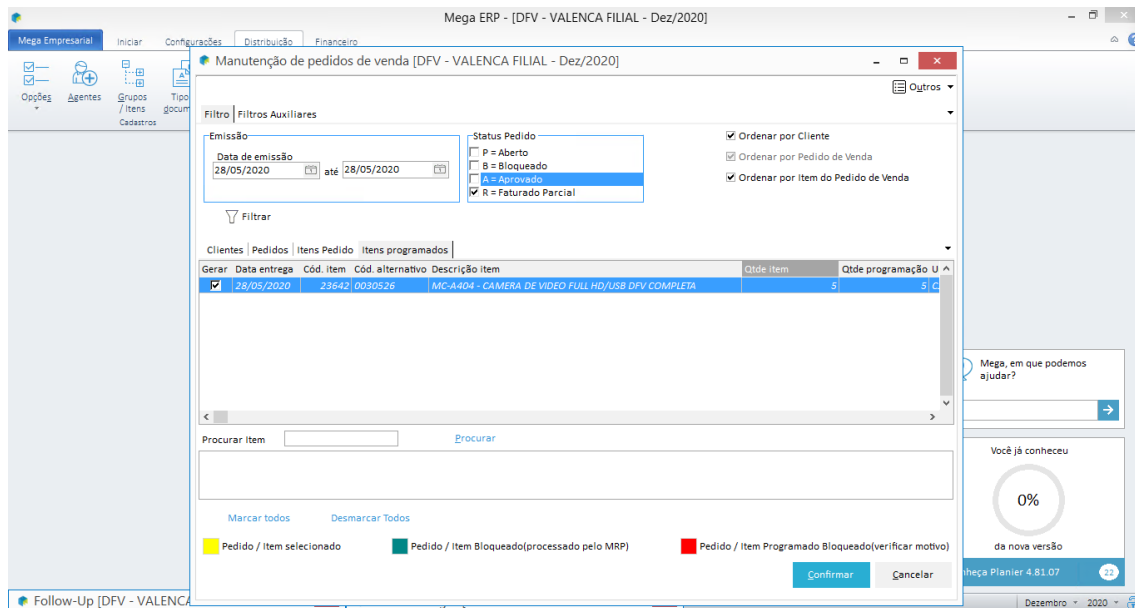 Mega ERP - [DFV - VALENCA FILIAL - Dez/2020]
Mega Empresarial Iniciar Configurações Distribuição Financeiro
Manutenção de pedidos de venda [DFV - VALENCA FILIAL - Dez/2020]
Opções Agentes Grupos / Itens Tipo docum
Cadastros
Outros
Filtro Filtros Auxiliares
Emissão
Data de emissão
28/05/2020 até 28/05/2020
Status Pedido
P = Aberto
B = Bloqueado
A = Aprovado
R = Faturado Parcial
Ordenar por Cliente
Ordenar por Pedido de Venda
Ordenar por Item do Pedido de Venda
Filtrar
Clientes Pedidos Itens Pedido Itens programados
Gerar Data entrega Cód. item Cód. alternativo Descrição item Qtde item Qtde programação U
28/05/2020 23642 0030526 MC-A404 - CAMERA DE VIDEO FULL HD/USB DFV COMPLETA 5 5 C
Procurar Item Procurar
Marcar todos Desmarcar Todos
Pedido / Item selecionado Pedido / Item Bloqueado(processado pelo MRP) Pedido / Item Programado Bloqueado(verificar motivo)
Confirmar Cancelar
Mega, em que podemos
ajudar?
Você já conheceu
0%
da nova versão
nheça Planier 4.81.07 22
Follow-Up [DFV - VALENCA
Dezembro 2020